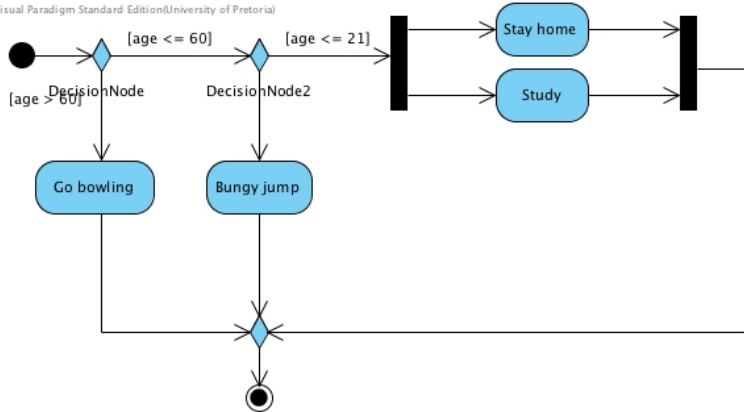 isual Paradigm Standard Edition(University of Pretoria)
[age <= 60]
[age <= 21]
Stay home
DecisionNode
DecisionNode2
[age > 60]
Study
Go bowling
Bungy jump